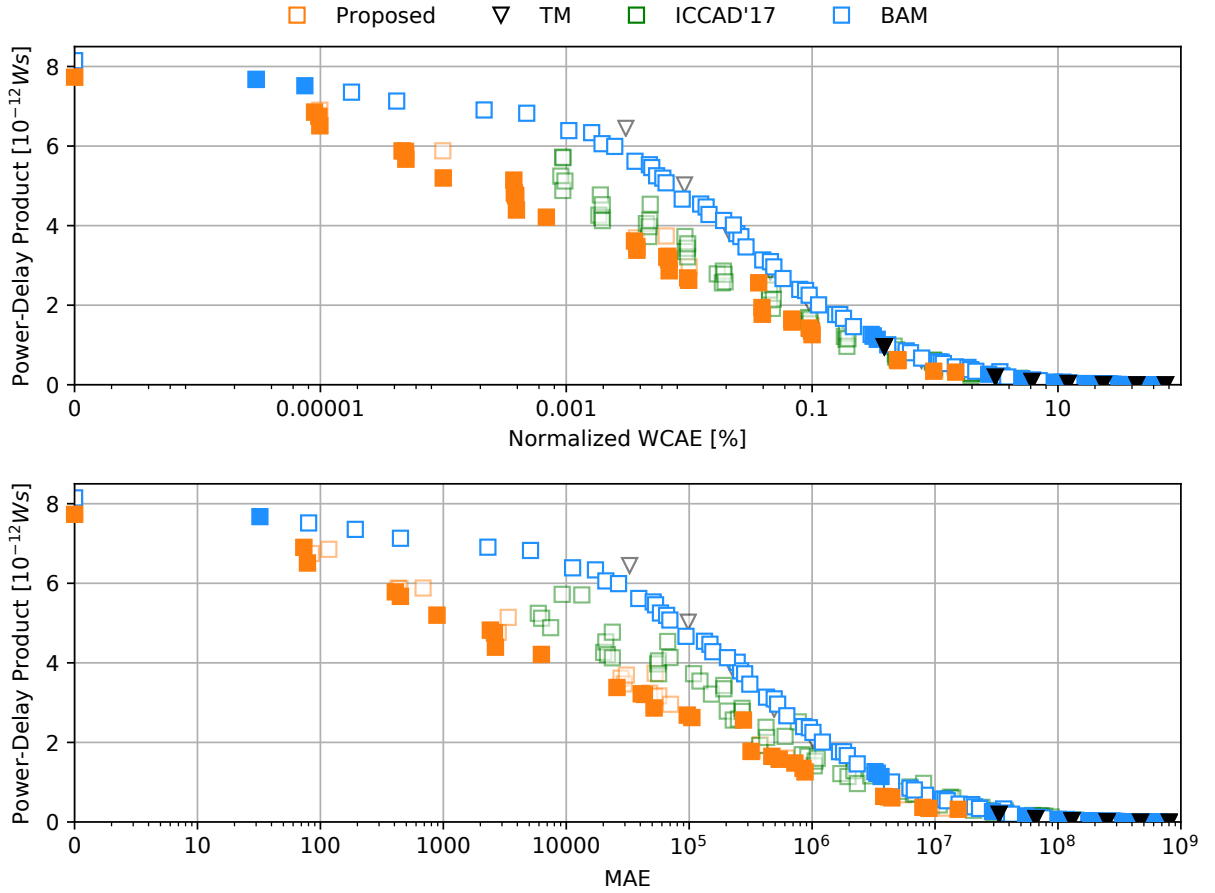 Proposed TM ICCAD'17 BAM
Power-Delay Product [10⁻¹²Ws]
8
6
4
2
0
0 0.00001 0.001 0.1 10
Normalized WCAE [%]
Power-Delay Product [10⁻¹²Ws]
8
6
4
2
0
0 10 100 1000 10000 10⁵ 10⁶ 10⁷ 10⁸ 10⁹
MAE